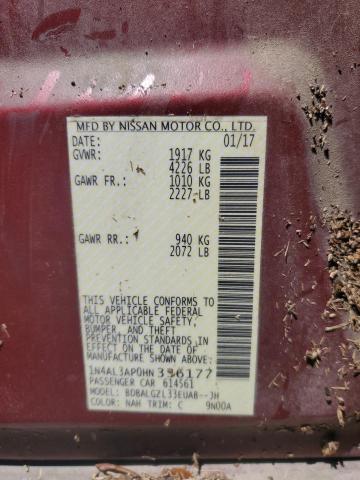 MFD BY NISSAN MOTOR CO., LTD.
DATE: 01/17
GVWR: 1917 KG
4226 LB
GAWR FR: 1010 KG
2227 LB
GAWR RR: 940 KG
2072 LB
THIS VEHICLE CONFORMS TO
ALL APPLICABLE FEDERAL
MOTOR VEHICLE SAFETY,
BUMPER, AND THEFT
PREVENTION STANDARDS IN
EFFECT ON THE DATE OF
MANUFACTURE SHOWN ABOVE.
1N4AL3AP0HN396177
PASSENGER CAR 614561
MODEL: BDBALGZL33EUAB--JH
COLOR: NAH TRIM: C 9N00A